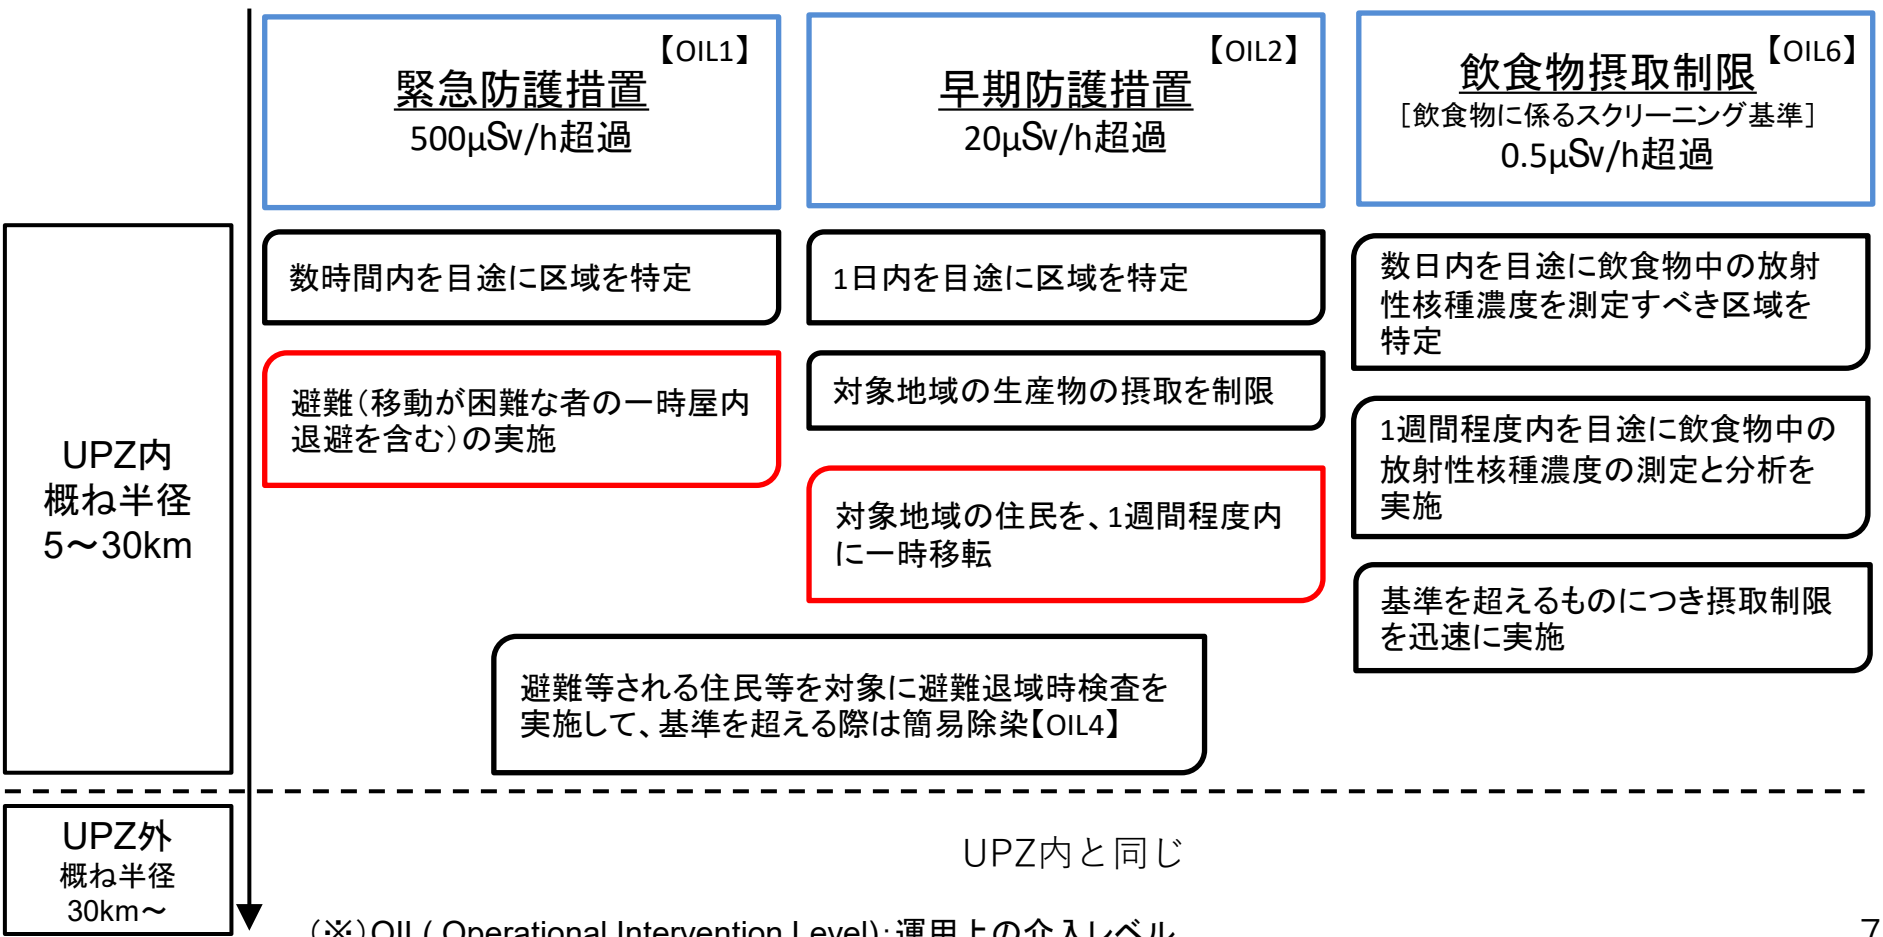 【OIL1】
緊急防護措置
500μSv/h超過
【OIL2】
早期防護措置
20μSv/h超過
【OIL6】
飲食物摂取制限
[飲食物に係るスクリーニング基準]
0.5μSv/h超過
UPZ内
概ね半径
5～30km
数時間内を目途に区域を特定
避難(移動が困難な者の一時屋内
退避を含む)の実施
1日内を目途に区域を特定
対象地域の生産物の摂取を制限
対象地域の住民を、1週間程度内
に一時移転
数日内を目途に飲食物中の放射
性核種濃度を測定すべき区域を
特定
1週間程度内を目途に飲食物中の
放射性核種濃度の測定と分析を
実施
基準を超えるものにつき摂取制限
を迅速に実施
避難等される住民等を対象に避難退域時検査を
実施して、基準を超える際は簡易除染【OIL4】
UPZ外
概ね半径
30km～
UPZ内と同じ
(※)OIL( Operational Intervention Level):運用上の介入レベル
7